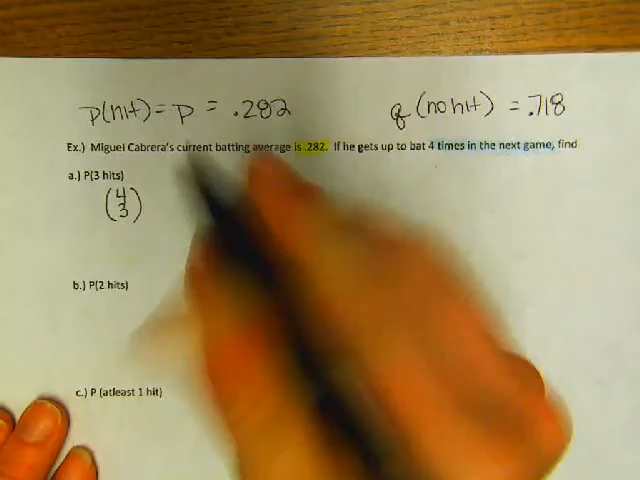 p(hit) = p = .282 q (no hit) = .718
Ex.) Miguel Cabrera's current batting average is .282. If he gets up to bat 4 times in the next game, find
a.) P(3 hits)
(4
3)
b.) P(2 hits)
c.) P (atleast 1 hit)